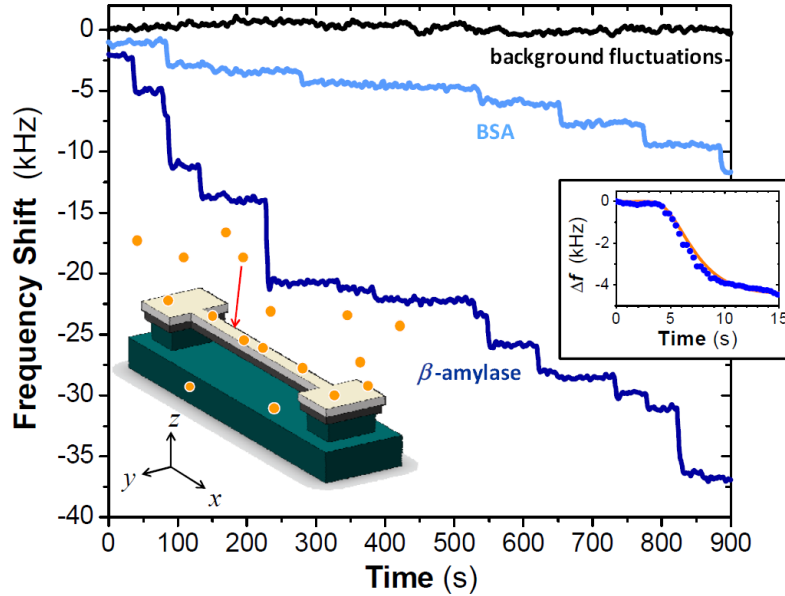 0
-5
-10
-15
-20
-25
-30
-35
-40
Frequency Shift (kHz)
background fluctuations
BSA
β-amylase
z
y
x
0
-2
-4
Δf (kHz)
0 5 10 15
Time (s)
0 100 200 300 400 500 600 700 800 900
Time (s)